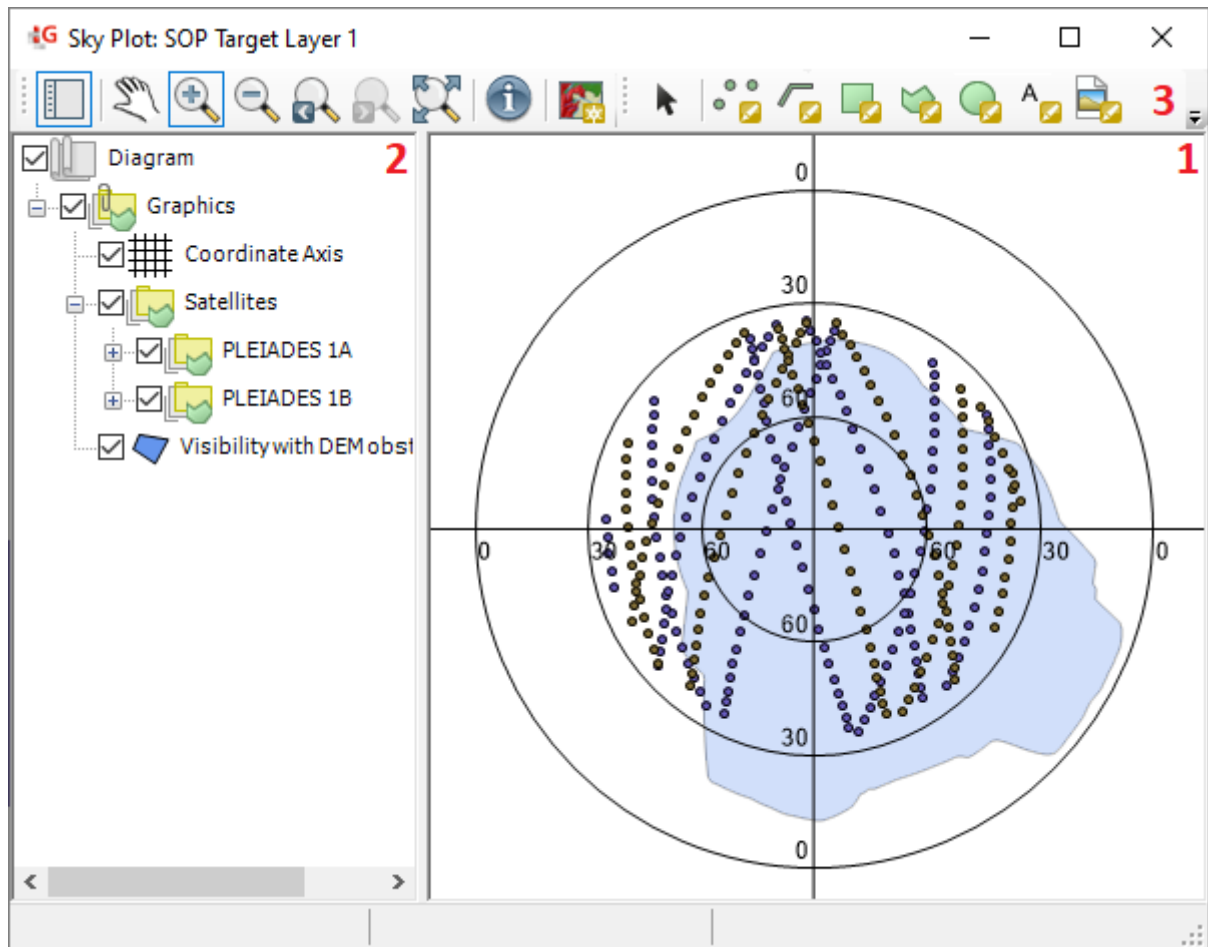 Sky Plot: SOP Target Layer 1
A
3
Diagram
2
Graphics
Coordinate Axis
Satellites
PLEIADES 1A
PLEIADES 1B
Visibility with DEM obst
1
0
30
60
0 30 60 60 30 0
60
30
0